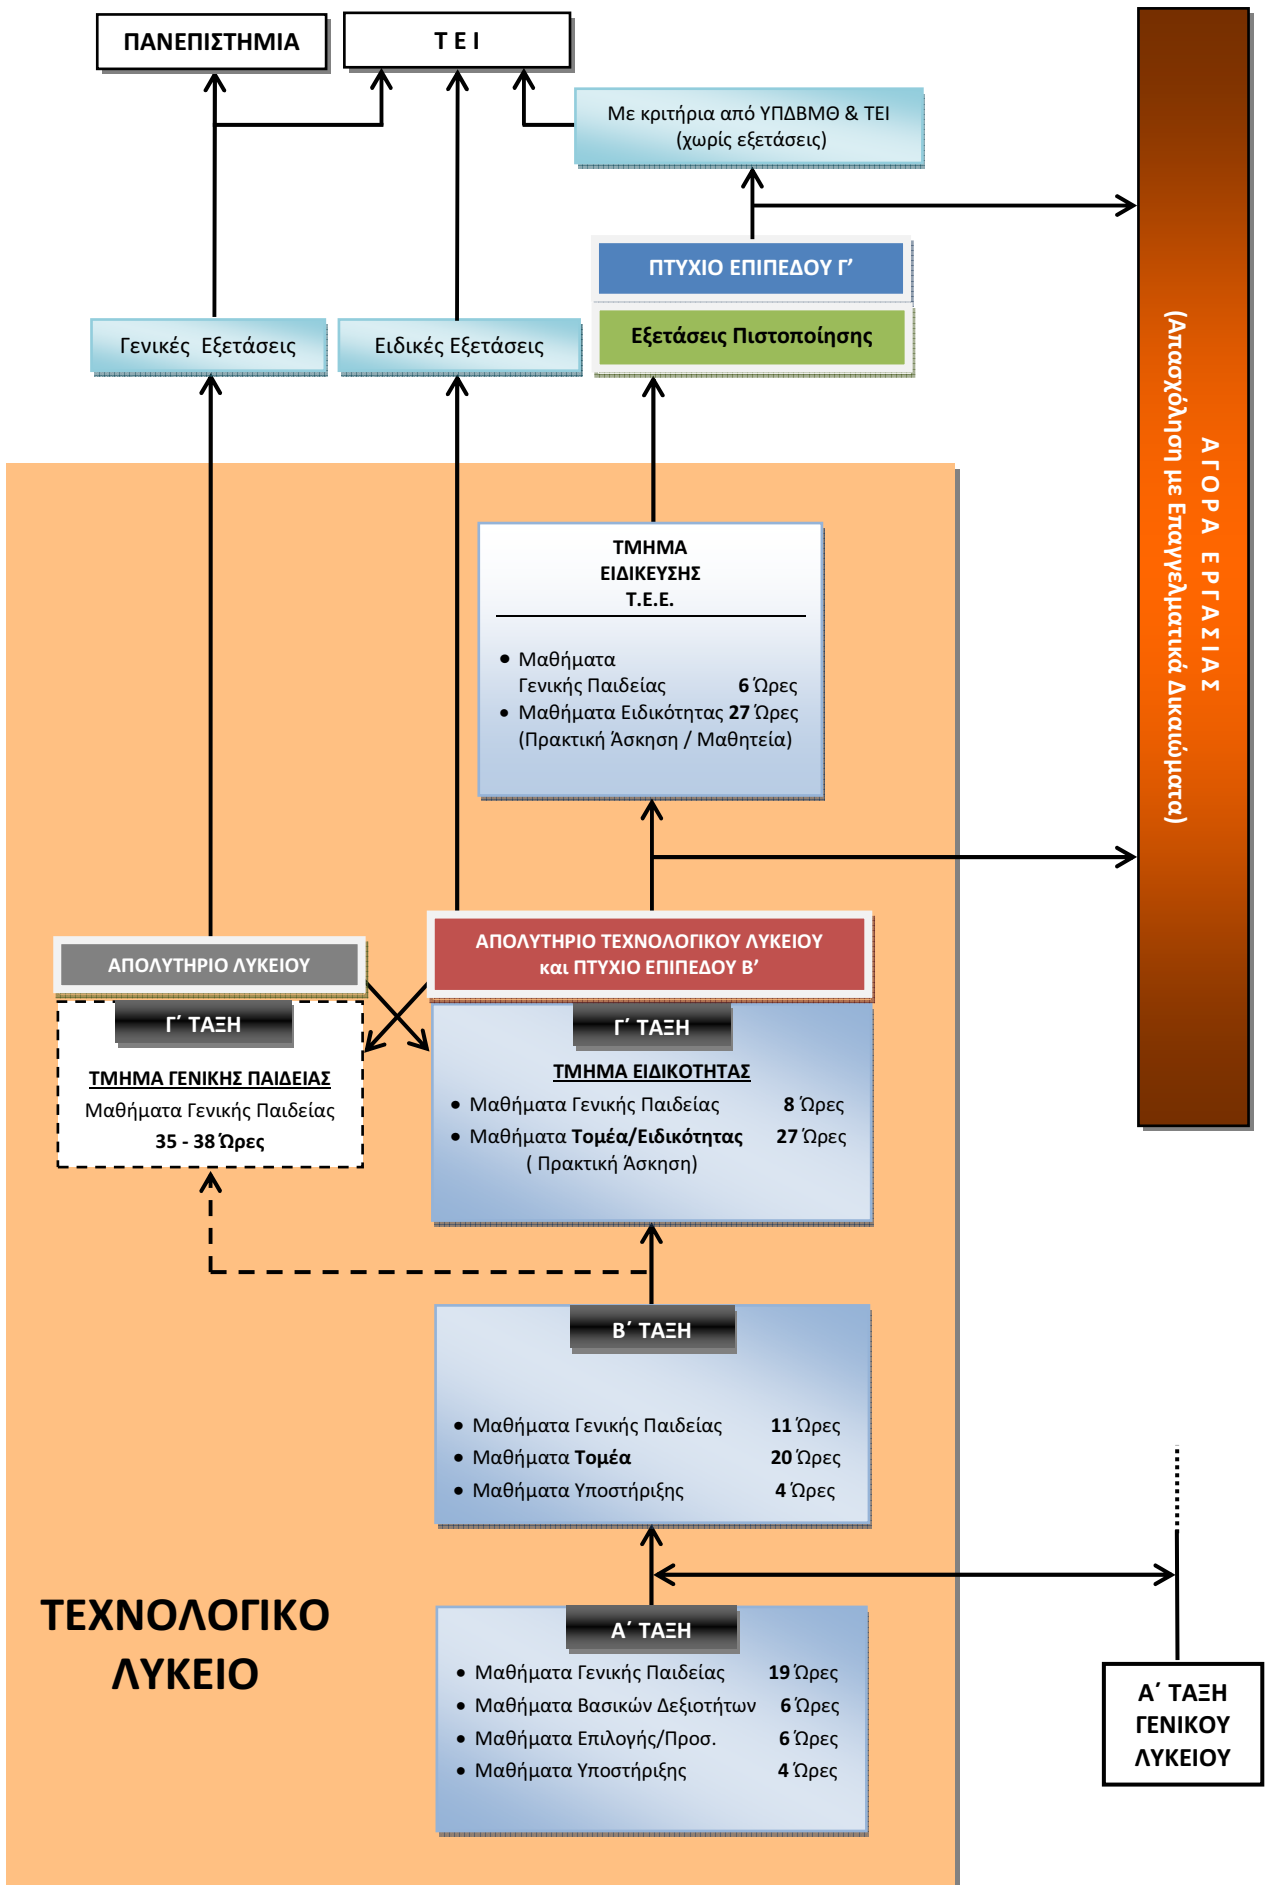 ΠΑΝΕΠΙΣΤΗΜΙΑ
Τ Ε Ι
Με κριτήρια από ΥΠΔΒΜΘ & ΤΕΙ
(χωρίς εξετάσεις)
ΠΤΥΧΙΟ ΕΠΙΠΕΔΟΥ Γ’
Γενικές Εξετάσεις
Ειδικές Εξετάσεις
Εξετάσεις Πιστοποίησης
ΑΓΟΡΑ ΕΡΓΑΣΙΑΣ
(Απασχόληση με Επαγγελματικά Δικαιώματα)
ΤΜΗΜΑ
ΕΙΔΙΚΕΥΣΗΣ
Τ.Ε.Ε.
• Μαθήματα
Γενικής Παιδείας 6 Ώρες
• Μαθήματα Ειδικότητας 27 Ώρες
(Πρακτική Άσκηση / Μαθητεία)
ΑΠΟΛΥΤΗΡΙΟ ΛΥΚΕΙΟΥ
Γ΄ ΤΑΞΗ
ΤΜΗΜΑ ΓΕΝΙΚΗΣ ΠΑΙΔΕΙΑΣ
Μαθήματα Γενικής Παιδείας
35 - 38 Ώρες
ΑΠΟΛΥΤΗΡΙΟ ΤΕΧΝΟΛΟΓΙΚΟΥ ΛΥΚΕΙΟΥ
και ΠΤΥΧΙΟ ΕΠΙΠΕΔΟΥ Β’
Γ΄ ΤΑΞΗ
ΤΜΗΜΑ ΕΙΔΙΚΟΤΗΤΑΣ
• Μαθήματα Γενικής Παιδείας 8 Ώρες
• Μαθήματα Τομέα/Ειδικότητας 27 Ώρες
( Πρακτική Άσκηση)
Β΄ ΤΑΞΗ
• Μαθήματα Γενικής Παιδείας 11 Ώρες
• Μαθήματα Τομέα 20 Ώρες
• Μαθήματα Υποστήριξης 4 Ώρες
ΤΕΧΝΟΛΟΓΙΚΟ
ΛΥΚΕΙΟ
Α΄ ΤΑΞΗ
• Μαθήματα Γενικής Παιδείας 19 Ώρες
• Μαθήματα Βασικών Δεξιοτήτων 6 Ώρες
• Μαθήματα Επιλογής/Προσ. 6 Ώρες
• Μαθήματα Υποστήριξης 4 Ώρες
Α΄ ΤΑΞΗ
ΓΕΝΙΚΟΥ
ΛΥΚΕΙΟΥ